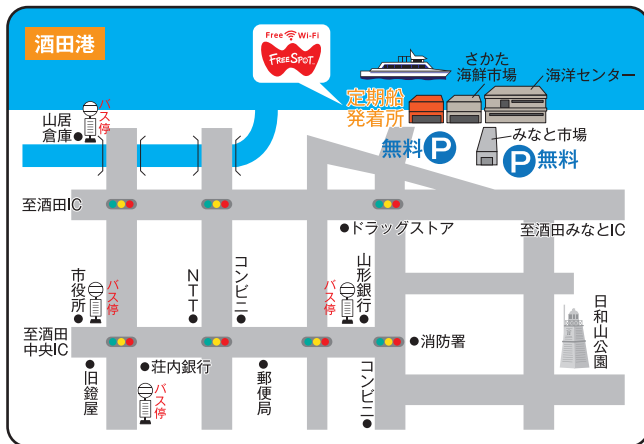 酒田港
Free Wi-Fi
FREESPOT
さかた
海鮮市場
海洋センター
定期船
発着所
みなと市場
無料 P
P 無料
山居
倉庫
バス停
至酒田IC
ドラッグストア
至酒田みなとIC
市役所
バス停
NTT
コンビニ
バス停
山形銀行
日和山公園
至酒田
中央IC
消防署
旧鐙屋
荘内銀行
バス停
郵便局
コンビニ